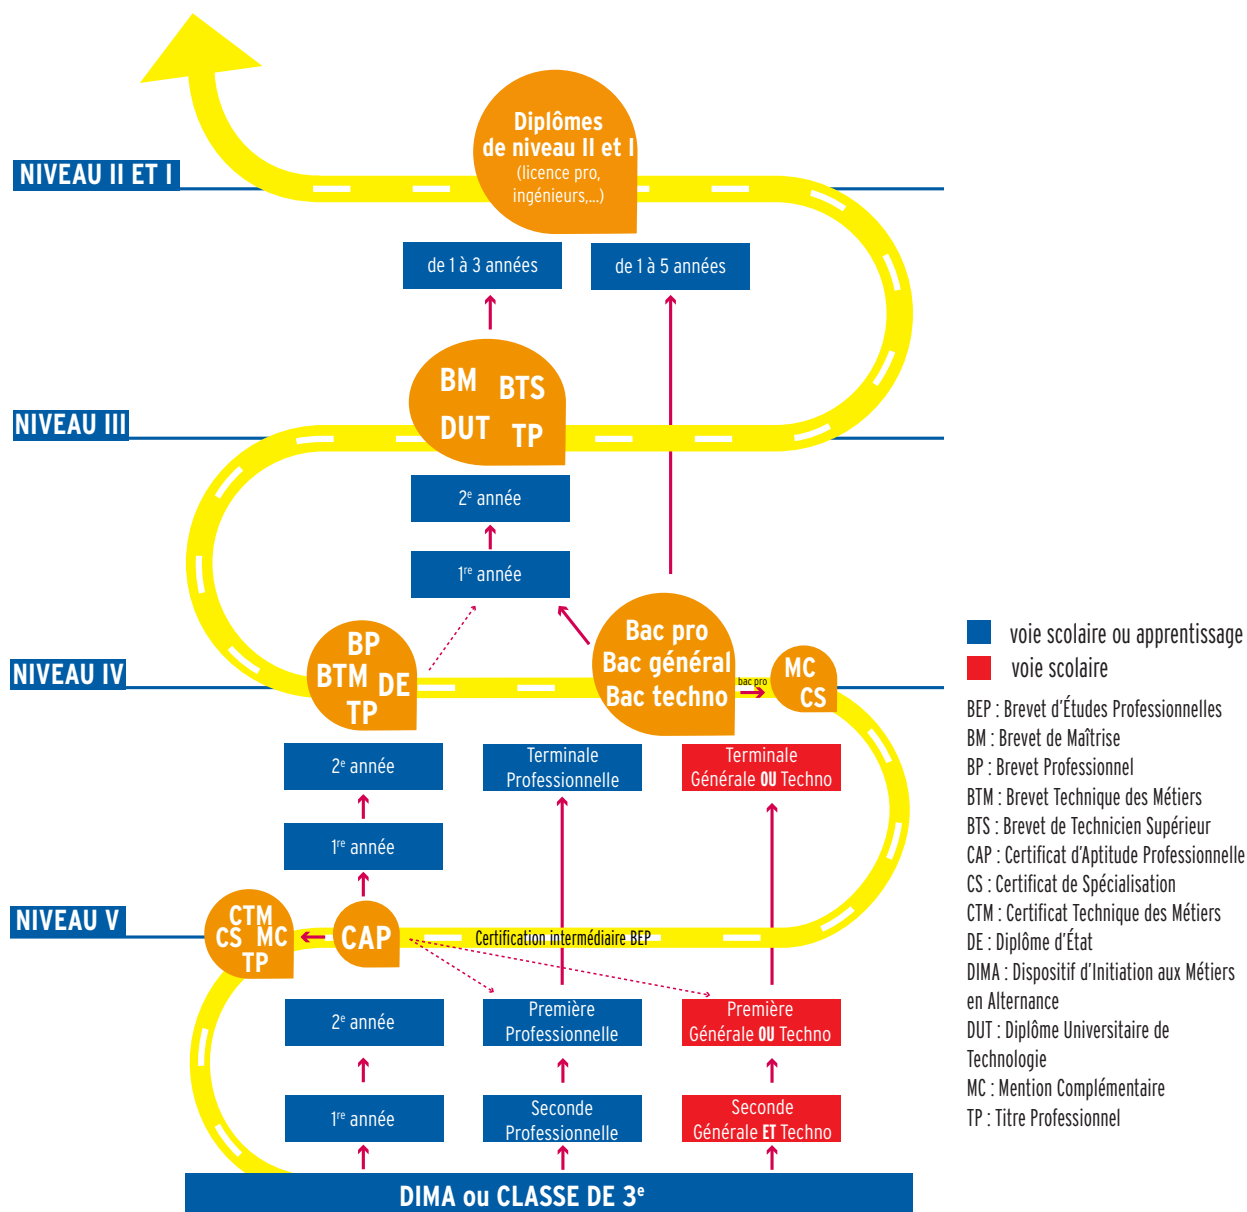 Diplômes
de niveau II et I
(licence pro,
ingénieurs,...)
NIVEAU II ET I
de 1 à 3 années
de 1 à 5 années
BM
BTS
DUT
TP
NIVEAU III
2e année
1re année
BP
BTM
DE
TP
Bac pro
Bac général
Bac techno
bac pro
MC
CS
NIVEAU IV
2e année
Terminale
Professionnelle
Terminale
Générale OU Techno
1re année
NIVEAU V
CTM
CS MC
TP
CAP
Certification intermédiaire BEP
2e année
Première
Professionnelle
Première
Générale OU Techno
1re année
Seconde
Professionnelle
Seconde
Générale ET Techno
DIMA ou CLASSE DE 3e
voie scolaire ou apprentissage
voie scolaire
BEP : Brevet d'Études Professionnelles
BM : Brevet de Maîtrise
BP : Brevet Professionnel
BTM : Brevet Technique des Métiers
BTS : Brevet de Technicien Supérieur
CAP : Certificat d'Aptitude Professionnelle
CS : Certificat de Spécialisation
CTM : Certificat Technique des Métiers
DE : Diplôme d'État
DIMA : Dispositif d'Initiation aux Métiers
en Alternance
DUT : Diplôme Universitaire de
Technologie
MC : Mention Complémentaire
TP : Titre Professionnel